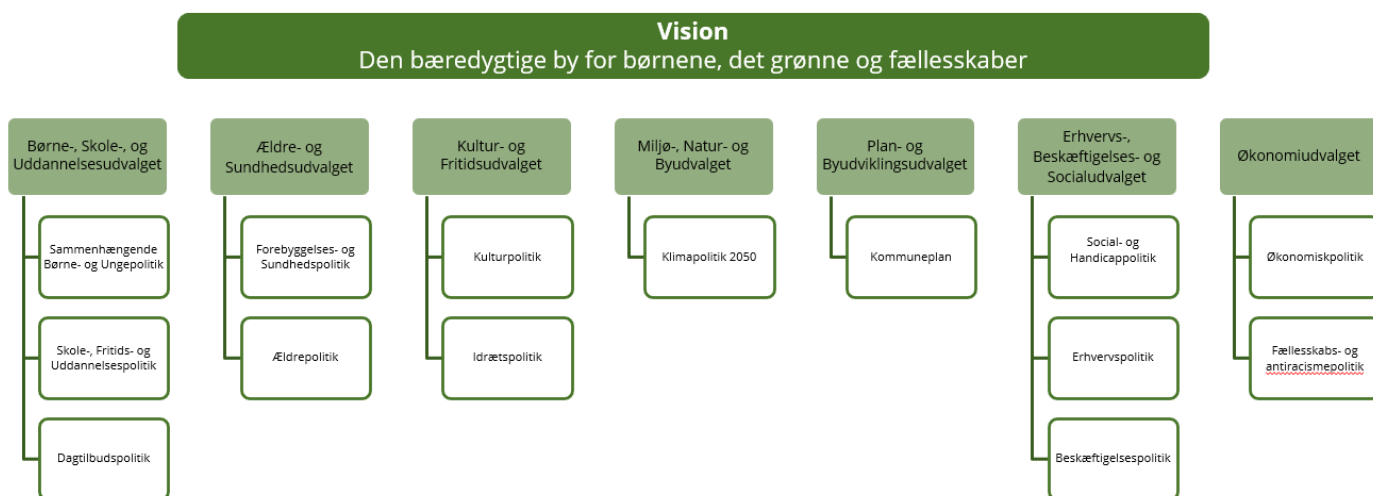 Vision
Den bæredygtige by for børnene, det grønne og fællesskaber
Børne-, Skole-, og
Uddannelsesudvalget
Sammenhængende
Børne- og Ungepolitik
Skole-, Fritids- og
Uddannelsespolitik
Dagtilbudspolitik
Ældre- og
Sundhedsudvalget
Forebyggelses- og
Sundhedspolitik
Ældrepolitik
Kultur- og
Fritidsudvalget
Kulturpolitik
Idrætspolitik
Miljø-, Natur- og
Byudvalget
Klimapolitik 2050
Plan- og
Byudviklingsudvalget
Kommuneplan
Erhvervs-,
Beskæftigelses- og
Socialudvalget
Social- og
Handicappolitik
Erhvervspolitik
Beskæftigelsespolitik
Økonomiudvalget
Økonomiskpolitik
Fællesskabs- og
antiracismepolitik